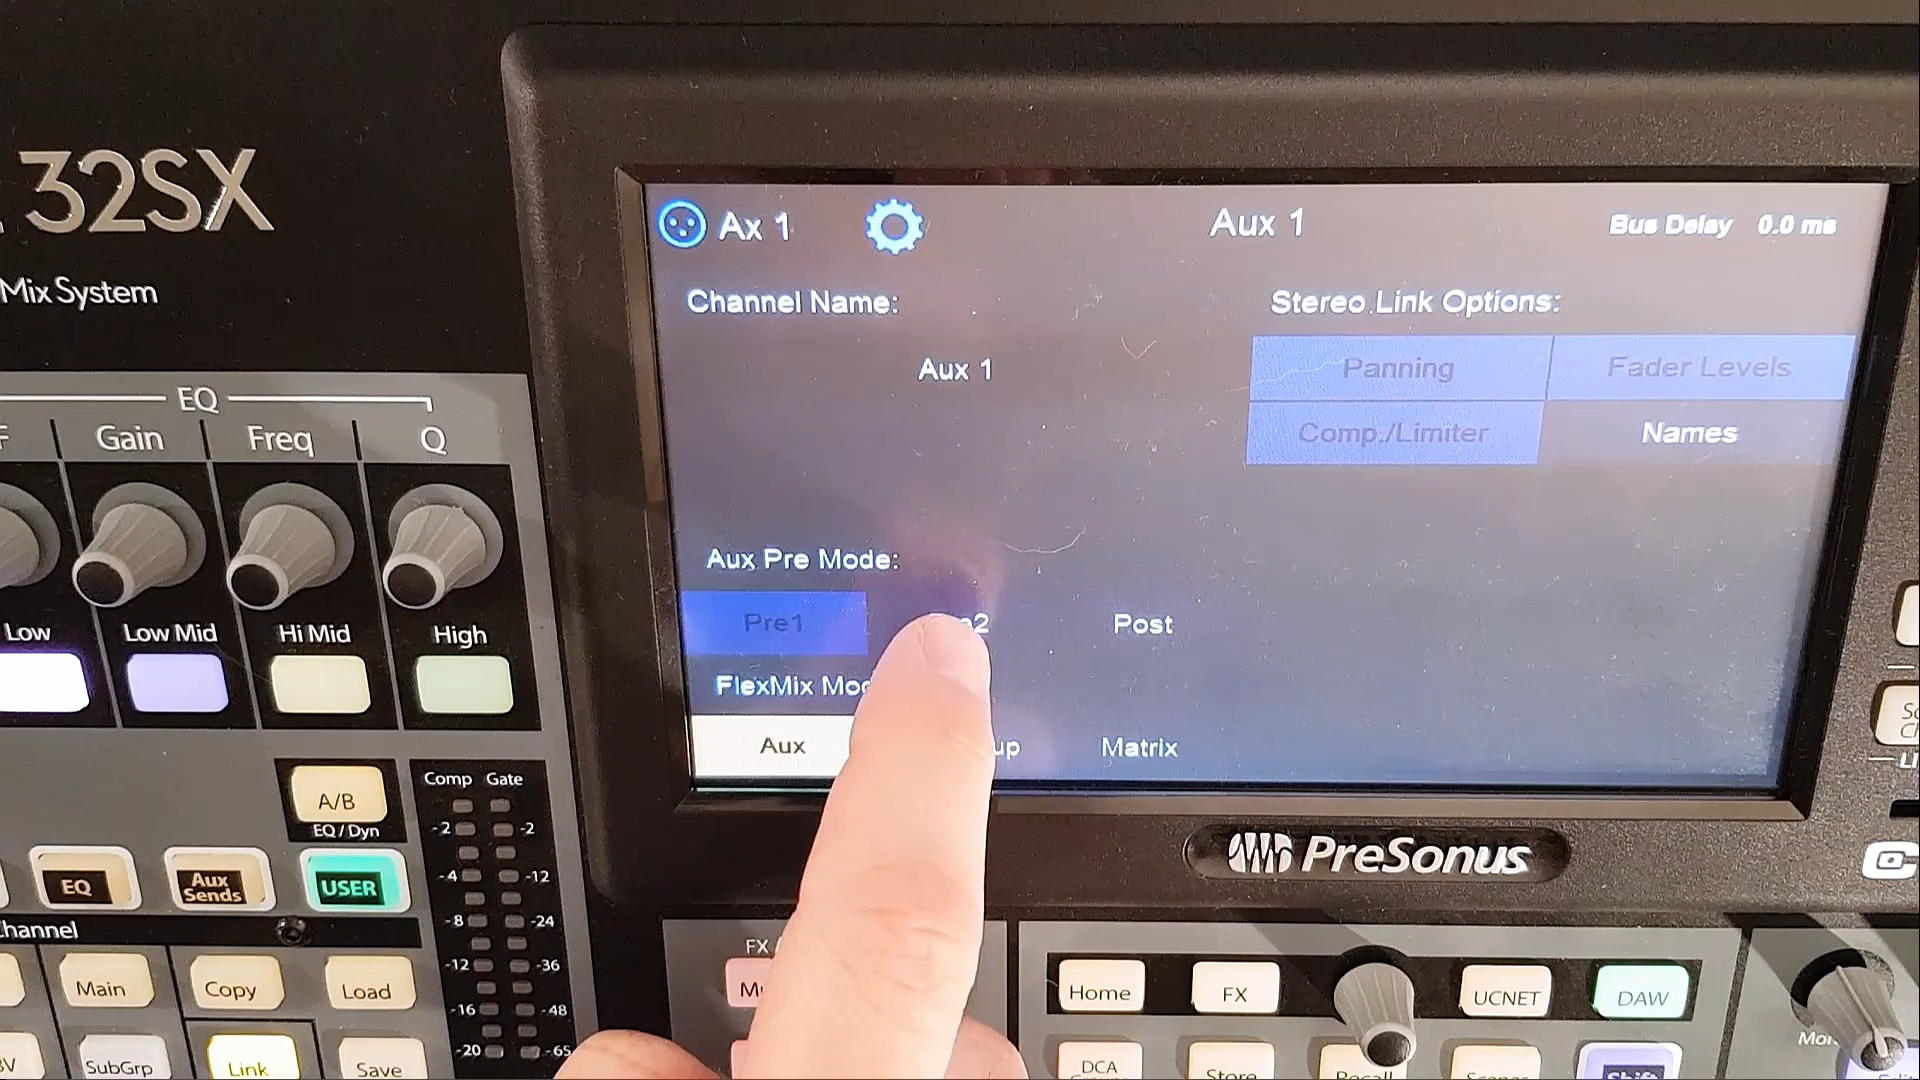 32SX
Mix System
EQ
Gain Freq Q
Low Low Mid Hi Mid High
A/B
EQ / Dyn
EQ Aux Sends USER
Comp Gate
-2 -2
-4 -12
-8 -24
-12 -36
-16 -48
-20 -65
Main Copy Load
SubGrp Link Save
Ax 1 Aux 1 Bus Delay 0.0 ms
Channel Name: Stereo Link Options:
Aux 1
Panning Fader Levels
Comp./Limiter Names
Aux Pre Mode:
Pre1 Post
FlexMix
Aux Matrix
PreSonus
FX
Home FX UCNET DAW
DCA Store Recall Scenes Shift